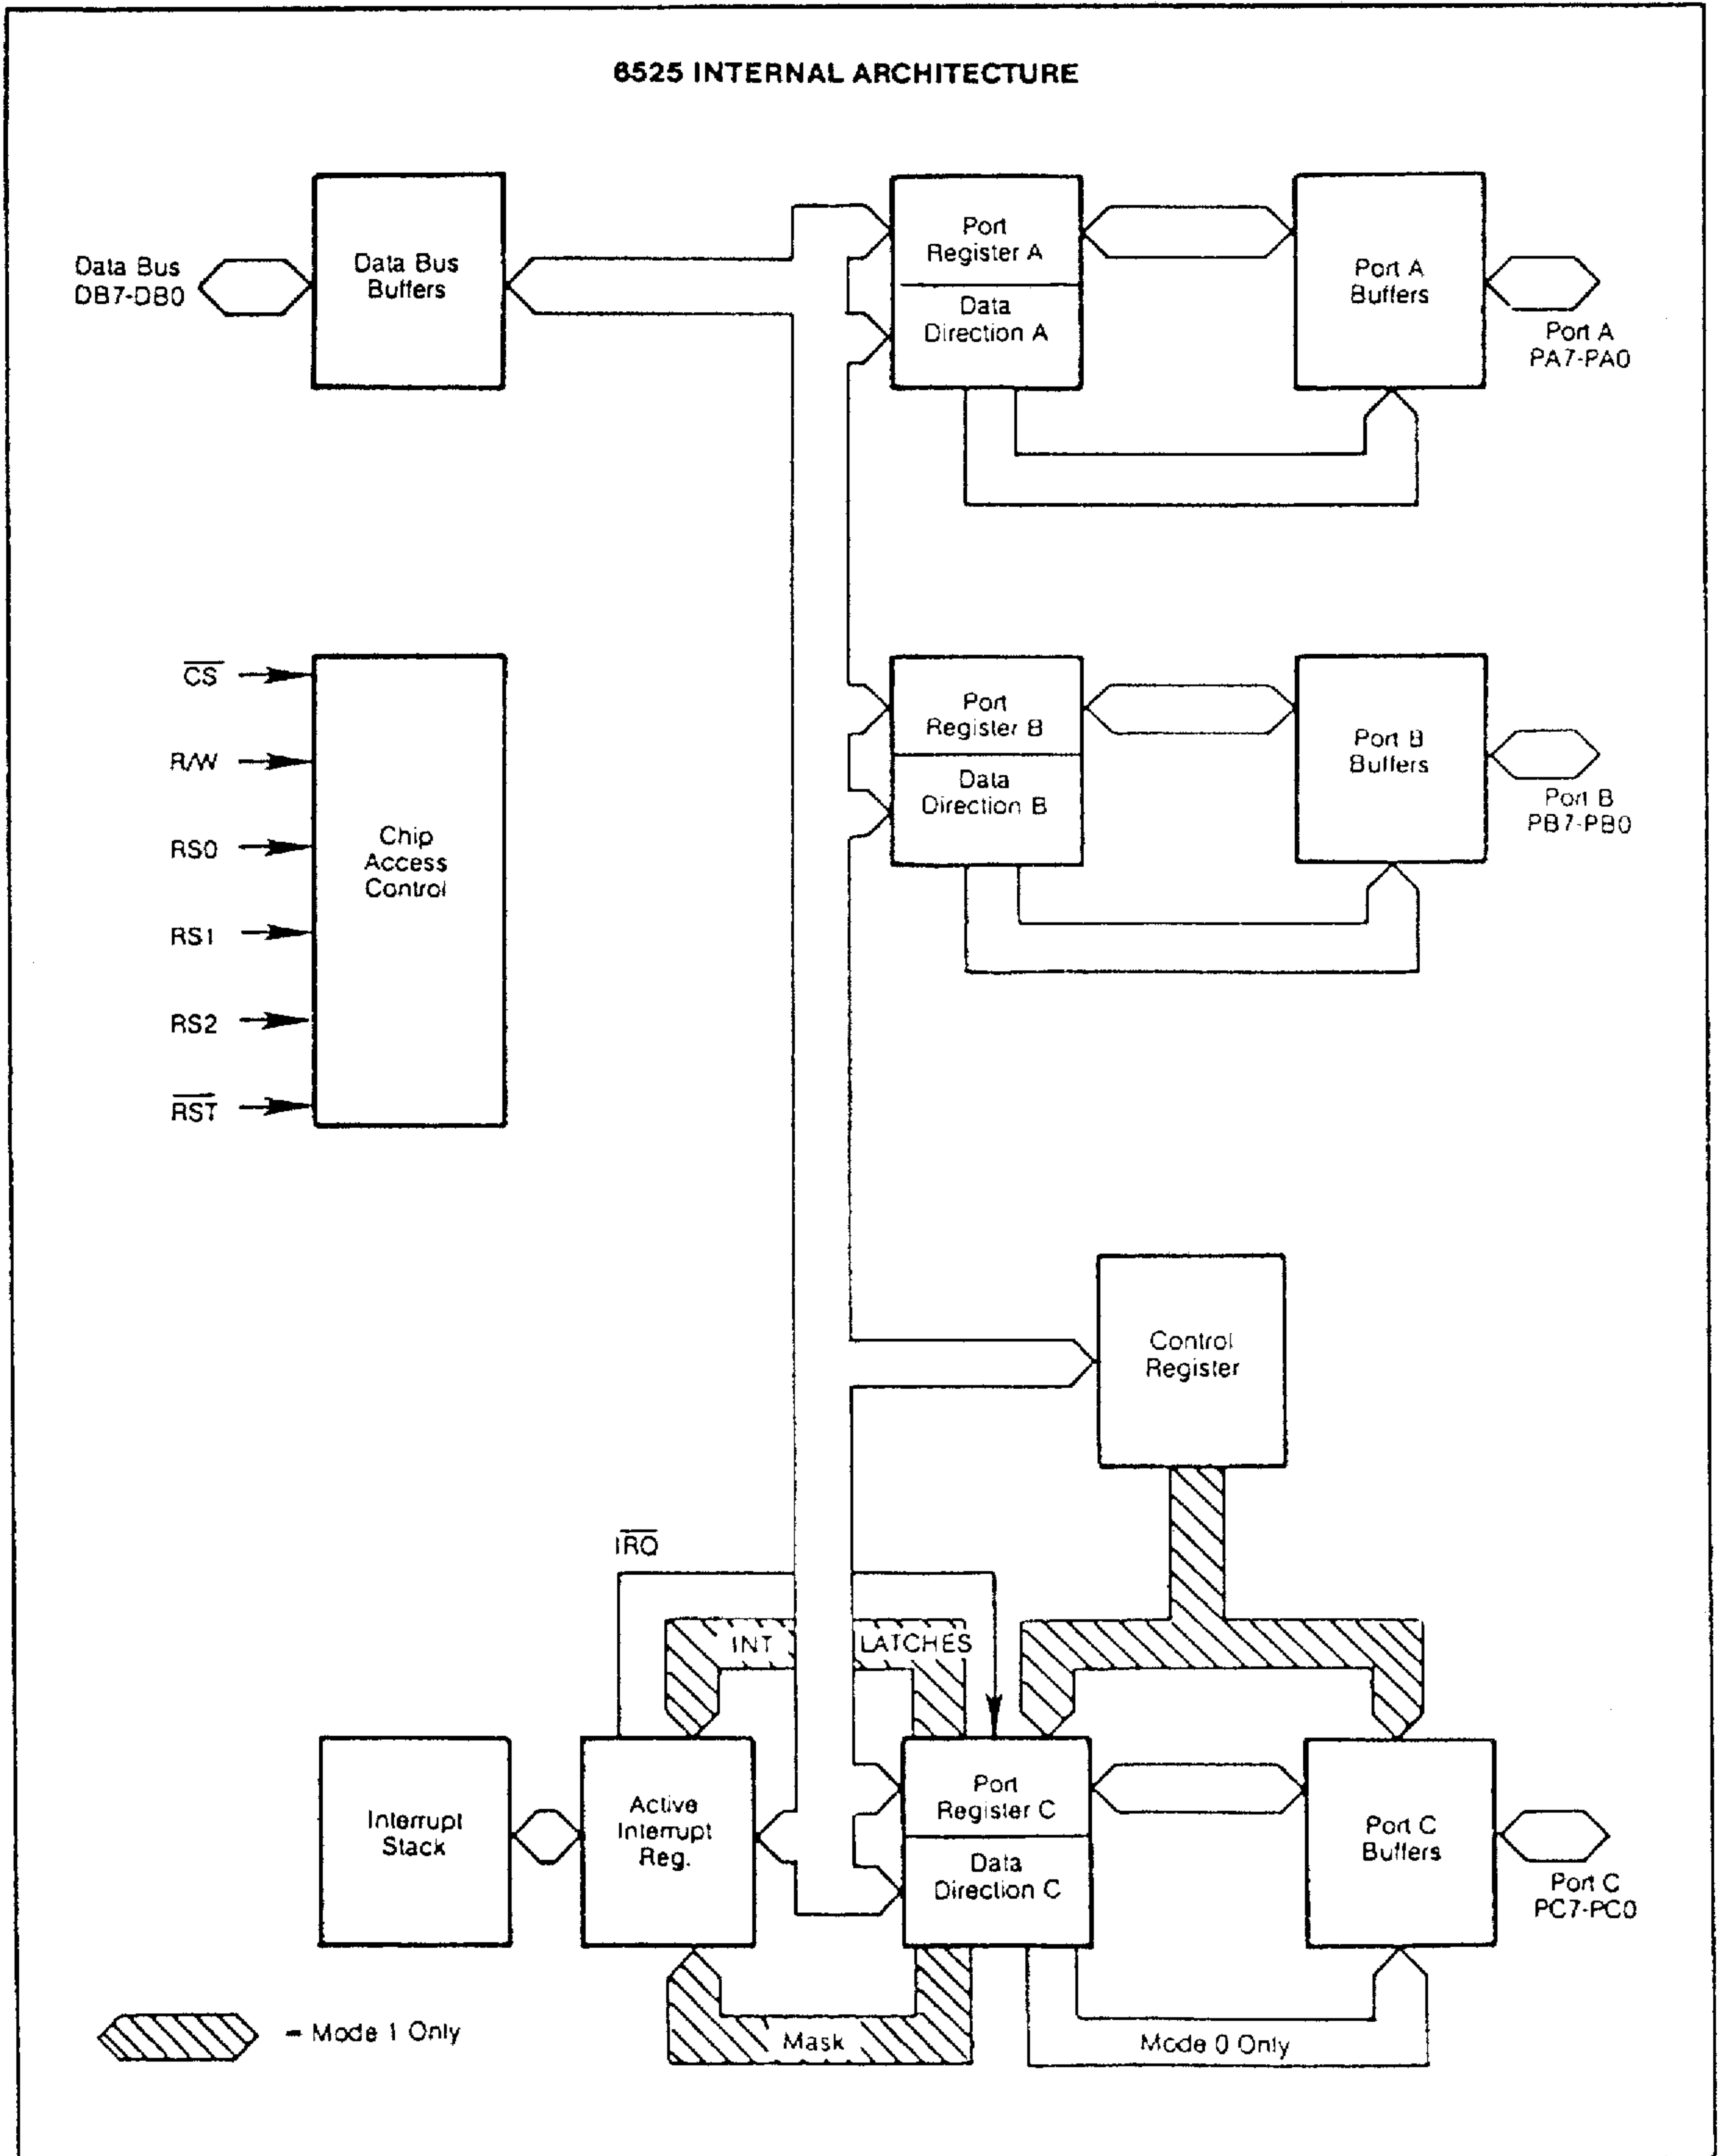 6525 INTERNAL ARCHITECTURE
Data Bus
DB7-DB0
Data Bus
Buffers
Port
Register A
Data
Direction A
Port A
Buffers
Port A
PA7-PA0
C̅S̅
R/W
RS0
RS1
RS2
R̅S̅T̅
Chip
Access
Control
Port
Register B
Data
Direction B
Port B
Buffers
Port B
PB7-PB0
Control
Register
I̅R̅Q̅
INT LATCHES
Interrupt
Stack
Active
Interrupt
Reg.
Port
Register C
Data
Direction C
Port C
Buffers
Port C
PC7-PC0
= Mode 1 Only
Mask
Mode 0 Only